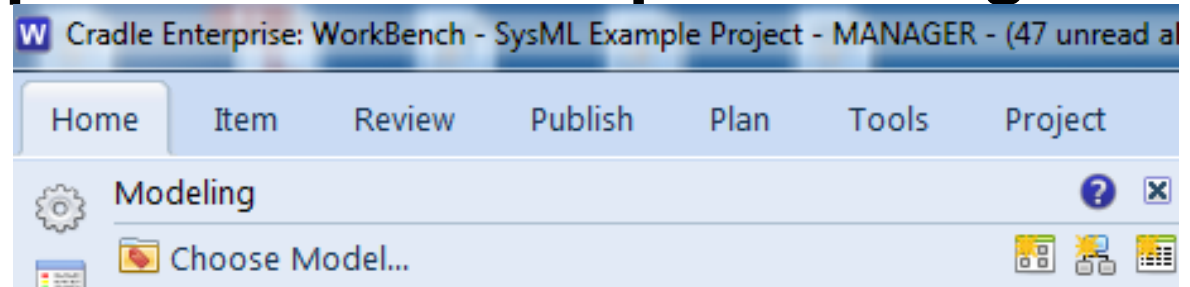 W Cradle Enterprise: WorkBench - SysML Example Project - MANAGER - (47 unread
Home Item Review Publish Plan Tools Project
Modeling
Choose Model...